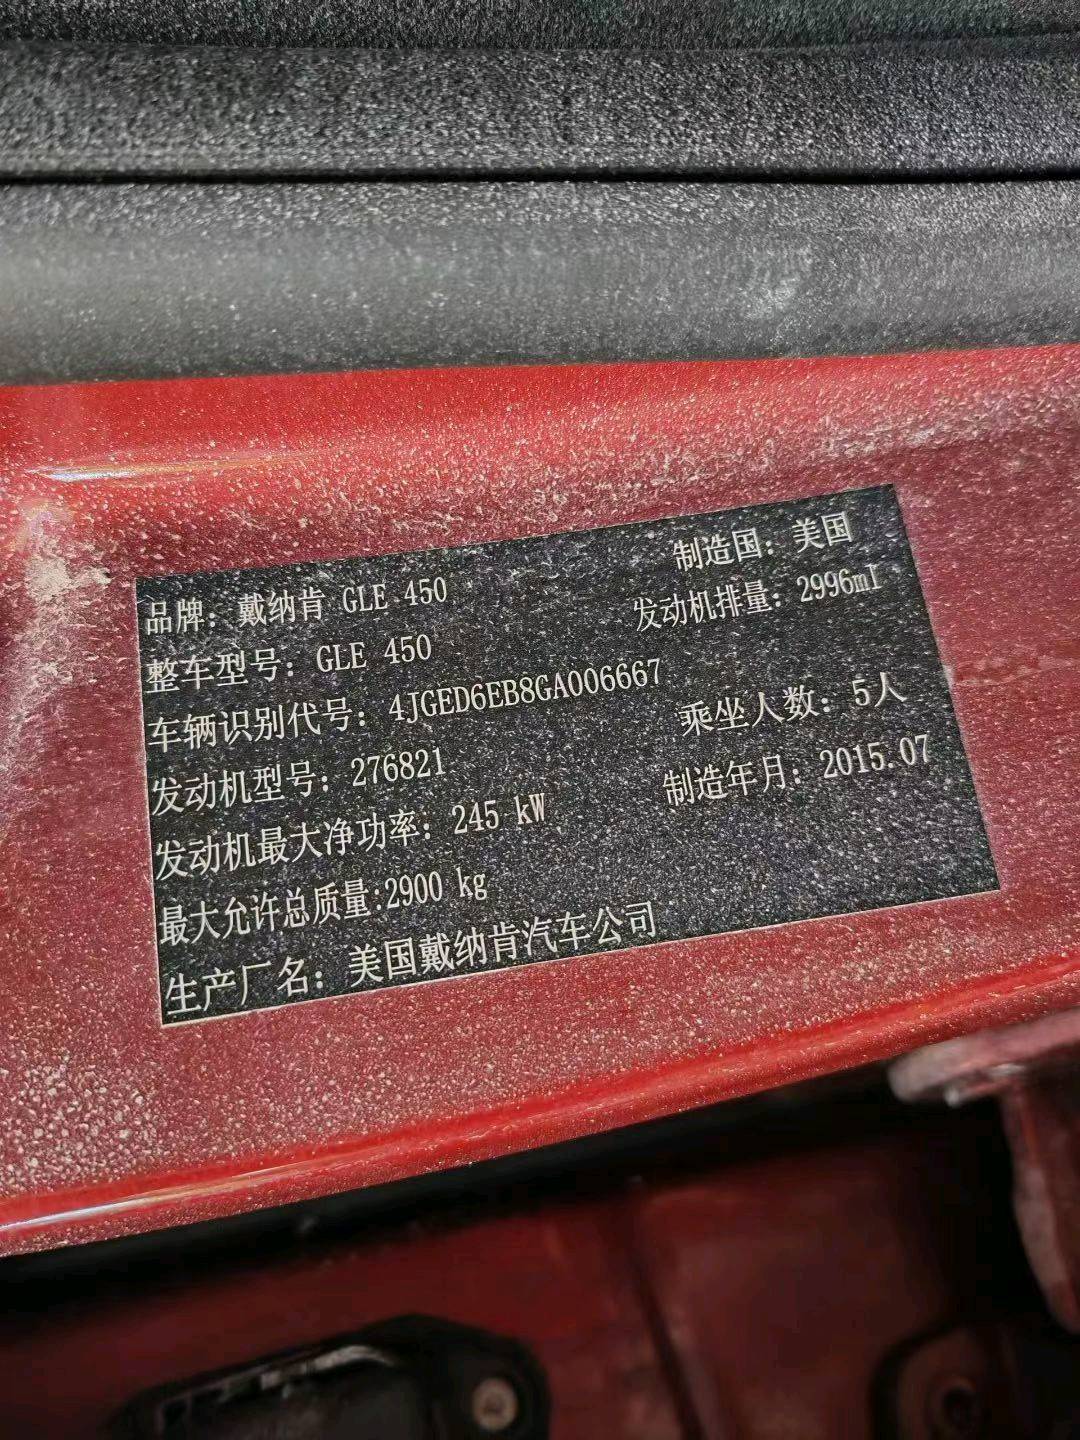 品牌：戴纳肯 GLE 450 制造国：美国
整车型号：GLE 450 发动机排量：2996ml
车辆识别代号：4JGED6EB8GA006667
发动机型号：276821 乘坐人数：5人
发动机最大净功率：245 kW 制造年月：2015.07
最大允许总质量:2900 kg
生产厂名：美国戴纳肯汽车公司